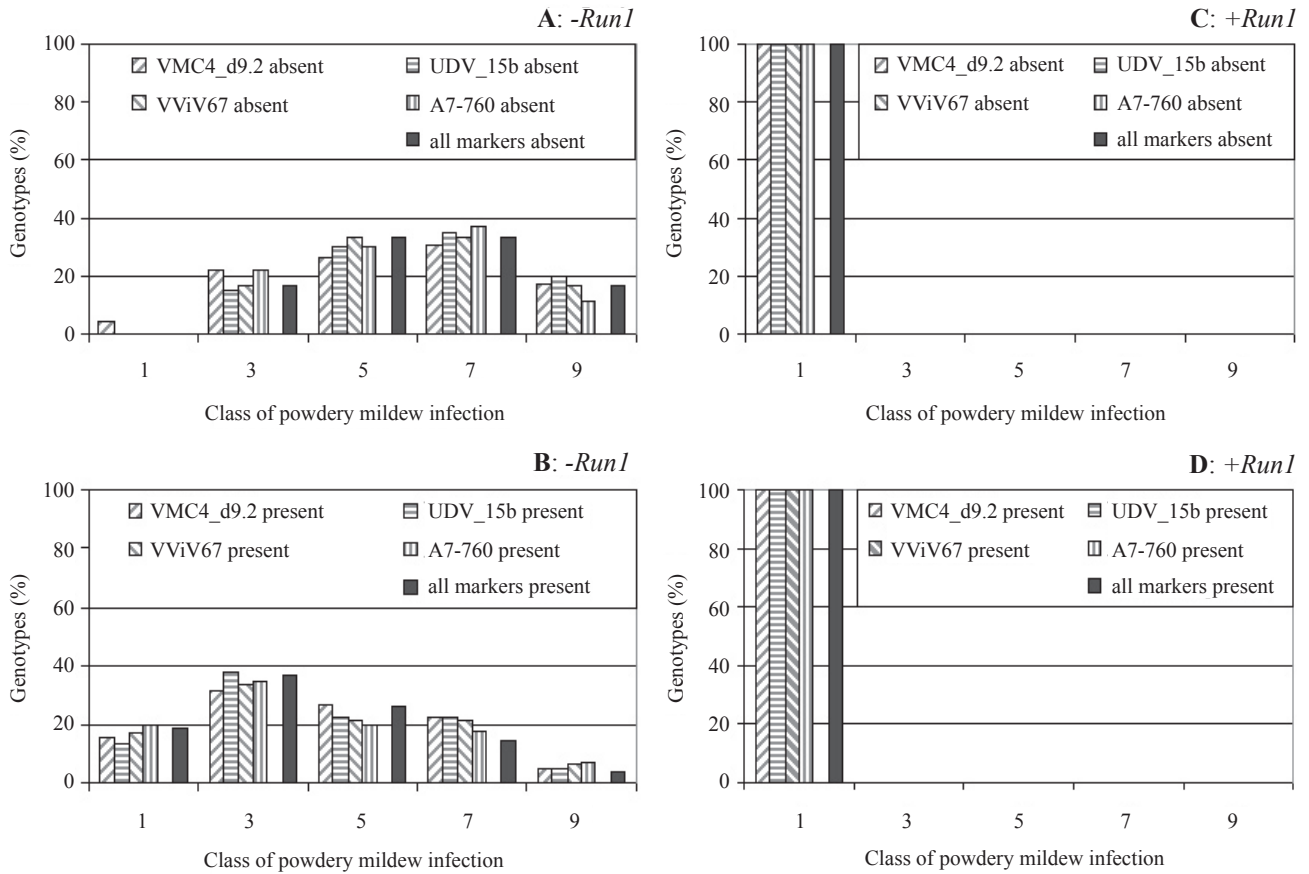 A: -Run1
100
80
60
40
20
0
Genotypes (%)
VMC4_d9.2 absent
UDV_15b absent
VViV67 absent
A7-760 absent
all markers absent
1 3 5 7 9
Class of powdery mildew infection
C: +Run1
100
80
60
40
20
0
Genotypes (%)
VMC4_d9.2 absent
UDV_15b absent
VViV67 absent
A7-760 absent
all markers absent
1 3 5 7 9
Class of powdery mildew infection
B: -Run1
100
80
60
40
20
0
Genotypes (%)
VMC4_d9.2 present
UDV_15b present
VViV67 present
A7-760 present
all markers present
1 3 5 7 9
Class of powdery mildew infection
D: +Run1
100
80
60
40
20
0
Genotypes (%)
VMC4_d9.2 present
UDV_15b present
VViV67 present
A7-760 present
all markers present
1 3 5 7 9
Class of powdery mildew infection